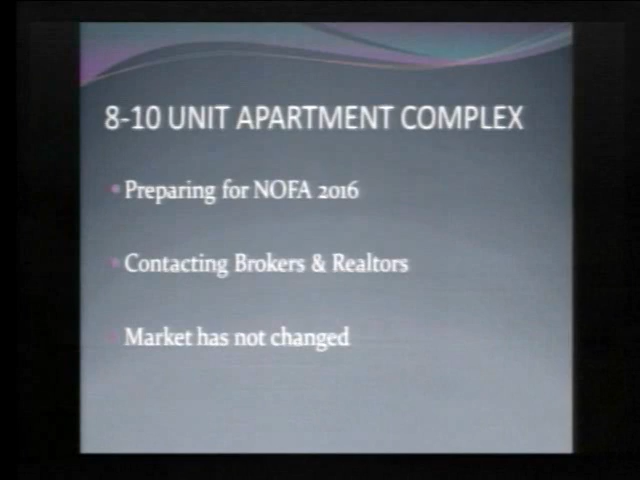 8-10 UNIT APARTMENT COMPLEX
Preparing for NOFA 2016
Contacting Brokers & Realtors
Market has not changed